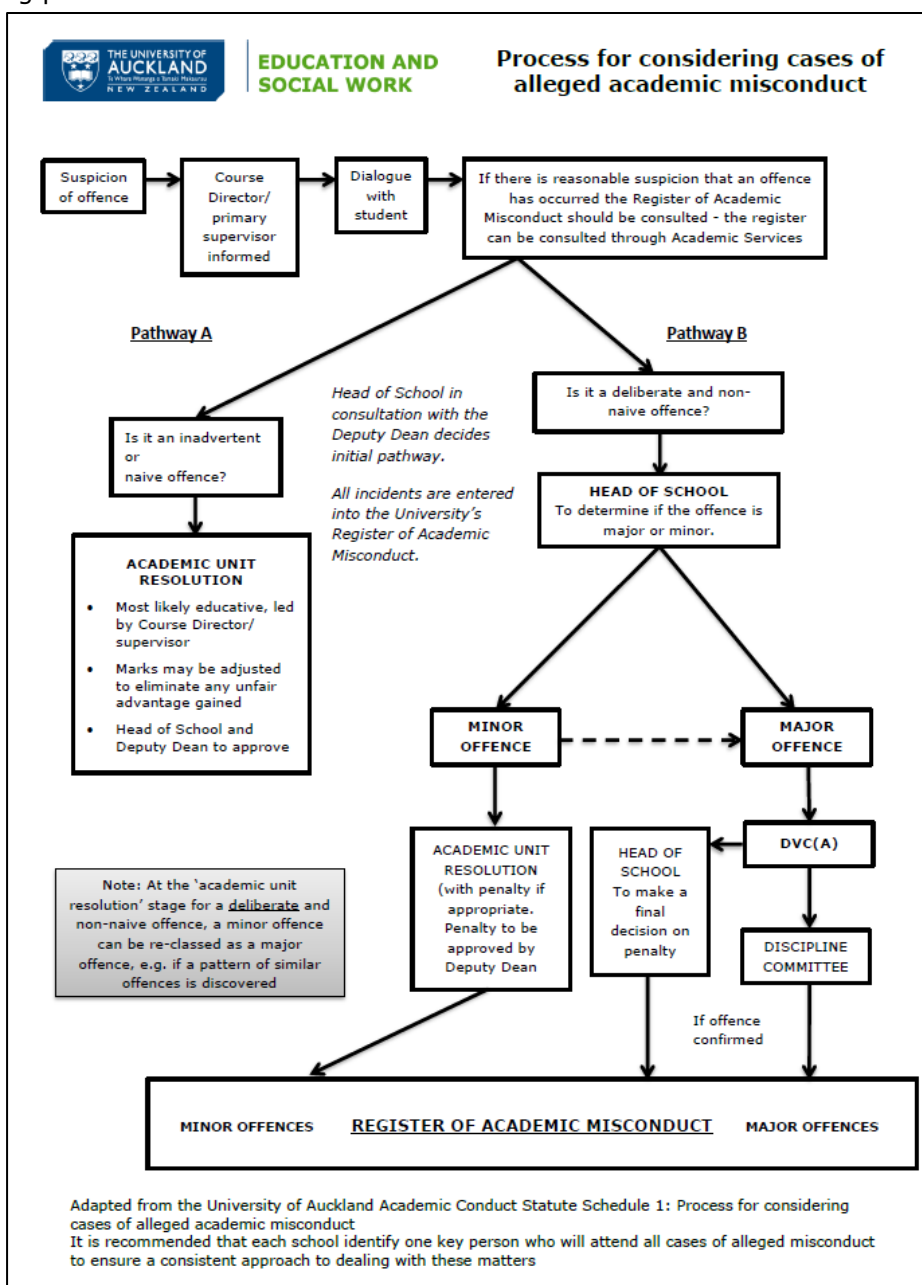 THE UNIVERSITY OF
AUCKLAND
Te Whare Wānanga o Tāmaki Makaurau
NEW ZEALAND
EDUCATION AND
SOCIAL WORK
Process for considering cases of
alleged academic misconduct
Suspicion
of offence
Course
Director/
primary
supervisor
informed
Dialogue
with
student
If there is reasonable suspicion that an offence
has occurred the Register of Academic
Misconduct should be consulted - the register
can be consulted through Academic Services
Pathway A
Pathway B
Is it an inadvertent
or
naive offence?
Head of School in
consultation with the
Deputy Dean decides
initial pathway.
All incidents are entered
into the University's
Register of Academic
Misconduct.
Is it a deliberate and non-
naive offence?
HEAD OF SCHOOL
To determine if the offence is
major or minor.
ACADEMIC UNIT
RESOLUTION
• Most likely educative, led
by Course Director/
supervisor
• Marks may be adjusted
to eliminate any unfair
advantage gained
• Head of School and
Deputy Dean to approve
MINOR
OFFENCE
MAJOR
OFFENCE
ACADEMIC UNIT
RESOLUTION
(with penalty if
appropriate.
Penalty to be
approved by
Deputy Dean
HEAD OF
SCHOOL
To make a
final
decision on
penalty
DVC(A)
DISCIPLINE
COMMITTEE
Note: At the 'academic unit
resolution' stage for a deliberate and
non-naive offence, a minor offence
can be re-classed as a major
offence, e.g. if a pattern of similar
offences is discovered
If offence
confirmed
MINOR OFFENCES REGISTER OF ACADEMIC MISCONDUCT MAJOR OFFENCES
Adapted from the University of Auckland Academic Conduct Statute Schedule 1: Process for considering
cases of alleged academic misconduct
It is recommended that each school identify one key person who will attend all cases of alleged misconduct
to ensure a consistent approach to dealing with these matters